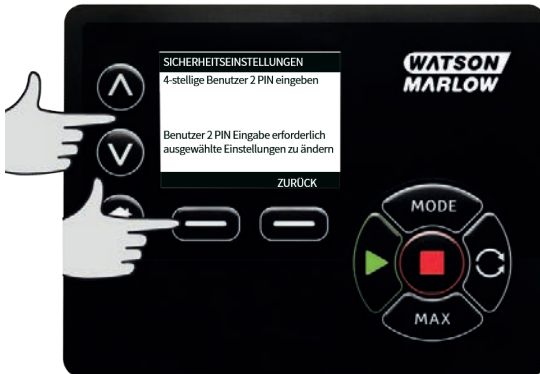 SICHERHEITSEINSTELLUNGEN
4-stellige Benutzer 2 PIN eingeben
Benutzer 2 PIN Eingabe erforderlich
ausgewählte Einstellungen zu ändern
ZURÜCK
WATSON
MARLOW
MODE
MAX